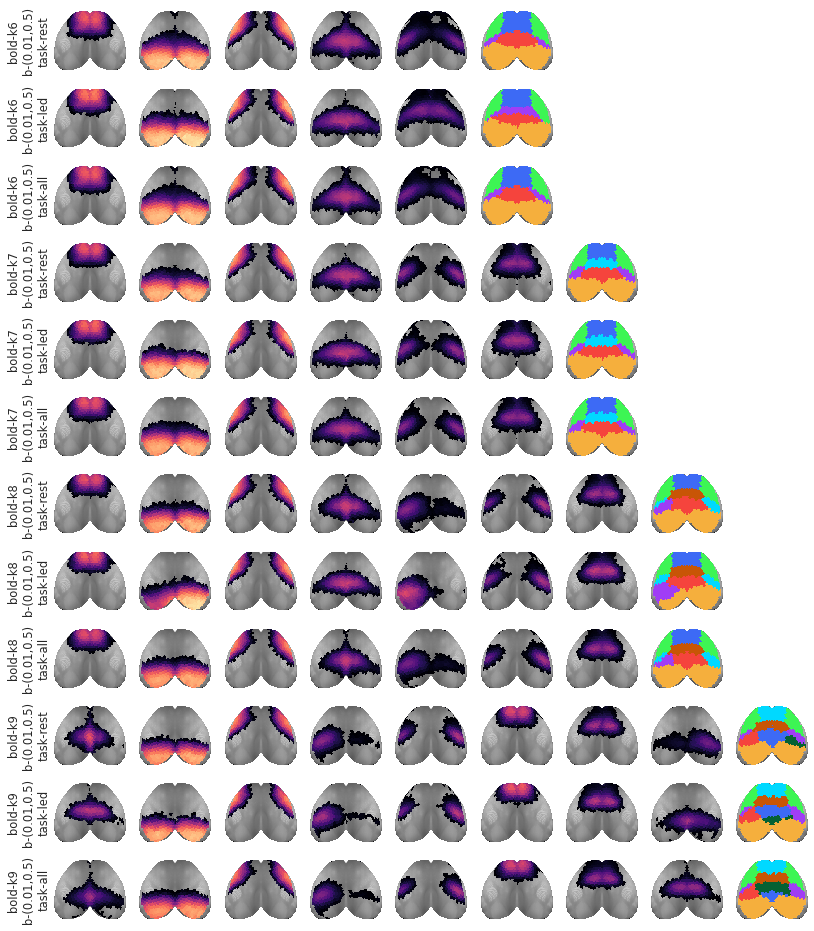 bold-k6
b-(0.01,0.5)
task-rest
bold-k6
b-(0.01,0.5)
task-led
bold-k6
b-(0.01,0.5)
task-all
bold-k7
b-(0.01,0.5)
task-rest
bold-k7
b-(0.01,0.5)
task-led
bold-k7
b-(0.01,0.5)
task-all
bold-k8
b-(0.01,0.5)
task-rest
bold-k8
b-(0.01,0.5)
task-led
bold-k8
b-(0.01,0.5)
task-all
bold-k9
b-(0.01,0.5)
task-rest
bold-k9
b-(0.01,0.5)
task-led
bold-k9
b-(0.01,0.5)
task-all